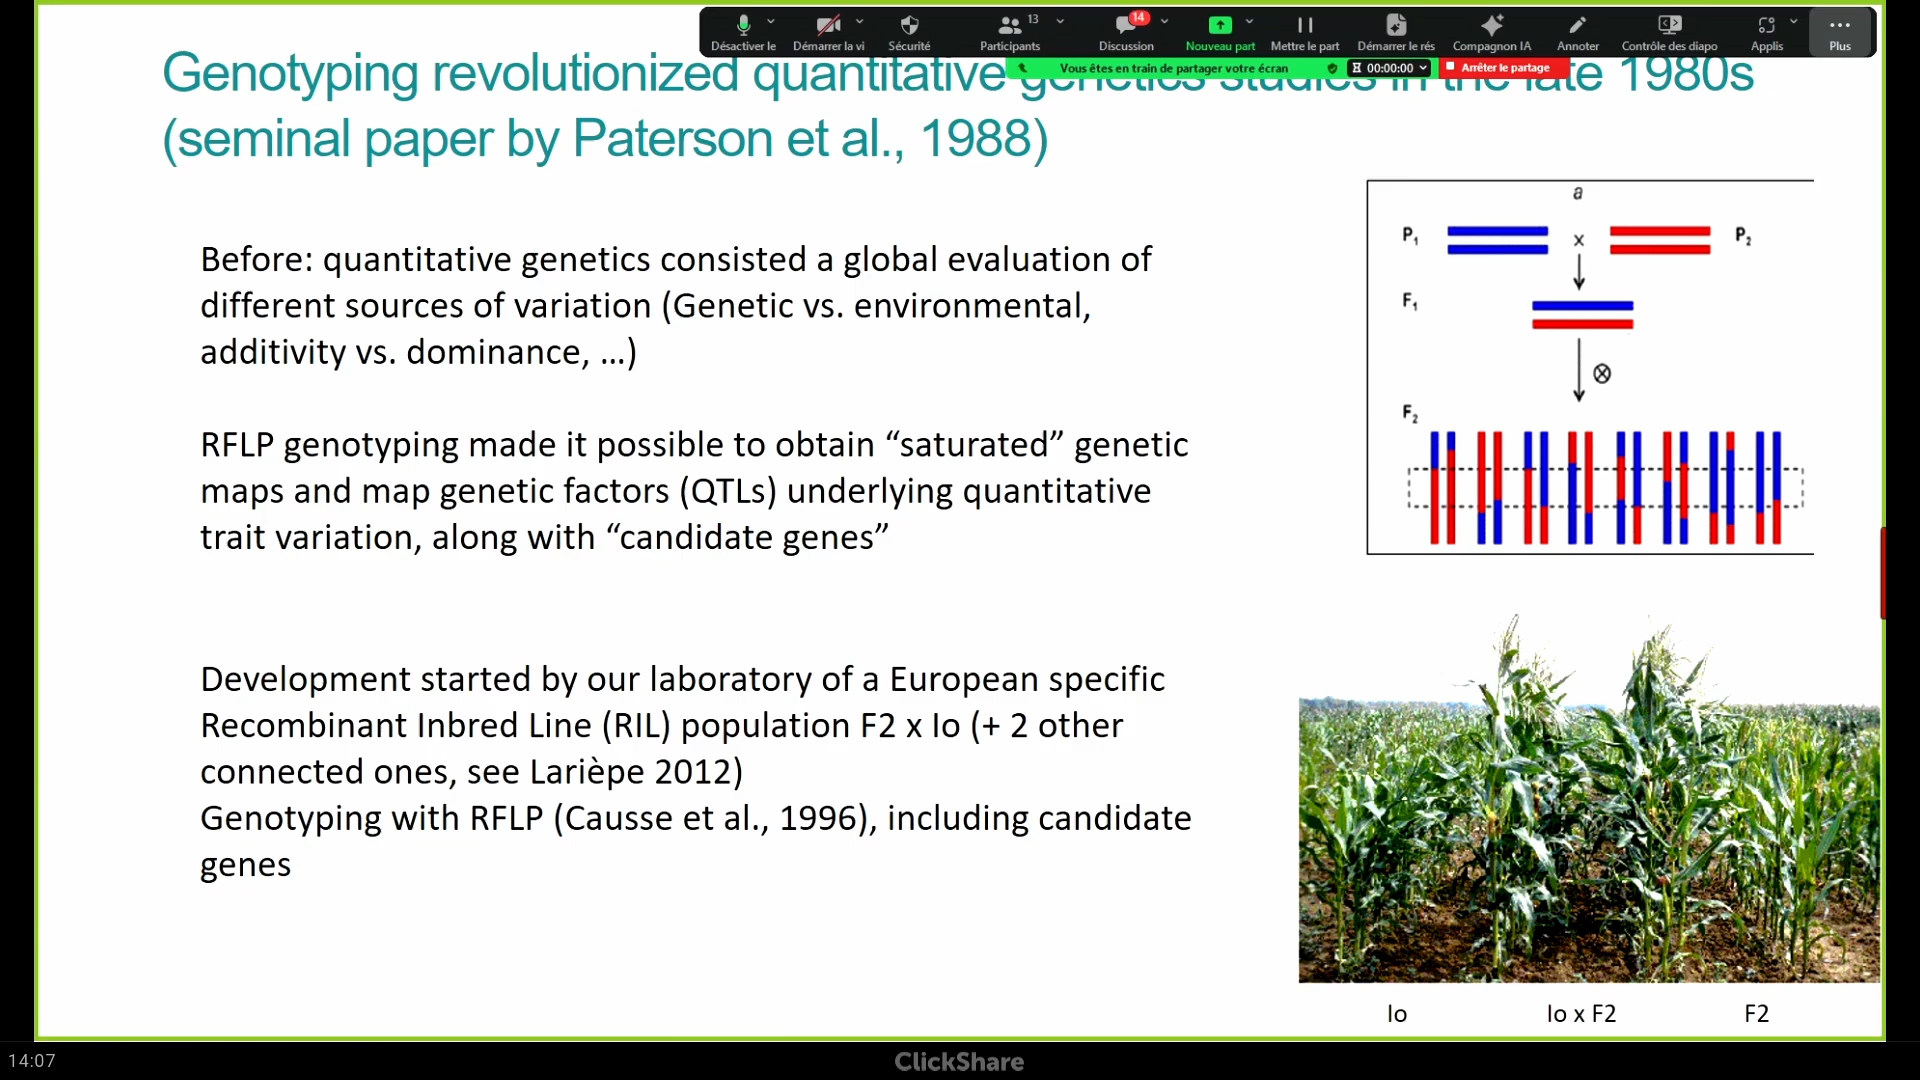 Désactiver le
Démarrer la vi
Sécurité
13
Participants
14
Discussion
Nouveau part
Mettre le part
Démarrer le rés
Compagnon IA
Annoter
Contrôle des diapo
Applis
Plus
Vous êtes en train de partager votre écran
00:00:00
Arrêter le partage
Genotyping revolutionized quantitative genetics studies in the late 1980s
(seminal paper by Paterson et al., 1988)
Before: quantitative genetics consisted a global evaluation of
different sources of variation (Genetic vs. environmental,
additivity vs. dominance, ...)
RFLP genotyping made it possible to obtain “saturated” genetic
maps and map genetic factors (QTLs) underlying quantitative
trait variation, along with “candidate genes”
Development started by our laboratory of a European specific
Recombinant Inbred Line (RIL) population F2 x Io (+ 2 other
connected ones, see Larièpe 2012)
Genotyping with RFLP (Causse et al., 1996), including candidate
genes
a
P1 x P2
F1
F2
Io Io x F2 F2
14:07
ClickShare